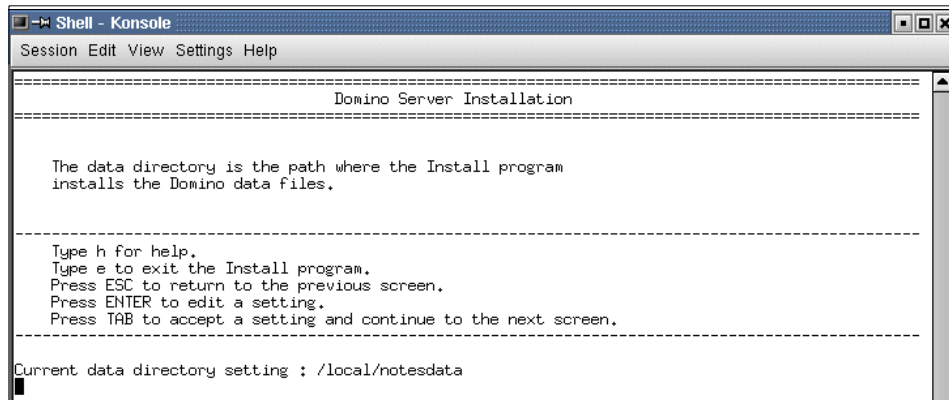 Shell - Konsole
Session Edit View Settings Help
==========================================================================================
Domino Server Installation
==========================================================================================
The data directory is the path where the Install program
installs the Domino data files.
------------------------------------------------------------------------------------------
Type h for help.
Type e to exit the Install program.
Press ESC to return to the previous screen.
Press ENTER to edit a setting.
Press TAB to accept a setting and continue to the next screen.
------------------------------------------------------------------------------------------
Current data directory setting : /local/notesdata